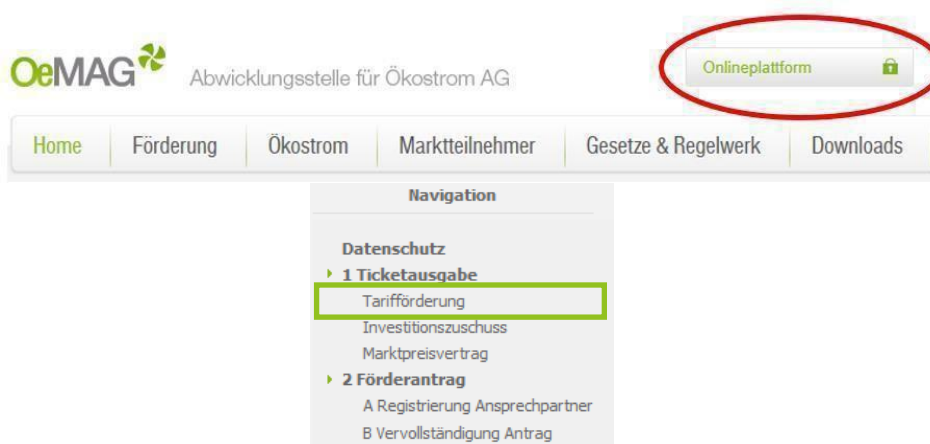 OeMAG Abwicklungsstelle für Ökostrom AG
Onlineplattform
Home Förderung Ökostrom Marktteilnehmer Gesetze & Regelwerk Downloads
Navigation
Datenschutz
1 Ticketausgabe
Tarifförderung
Investitionszuschuss
Marktpreisvertrag
2 Förderantrag
A Registrierung Ansprechpartner
B Vervollständigung Antrag